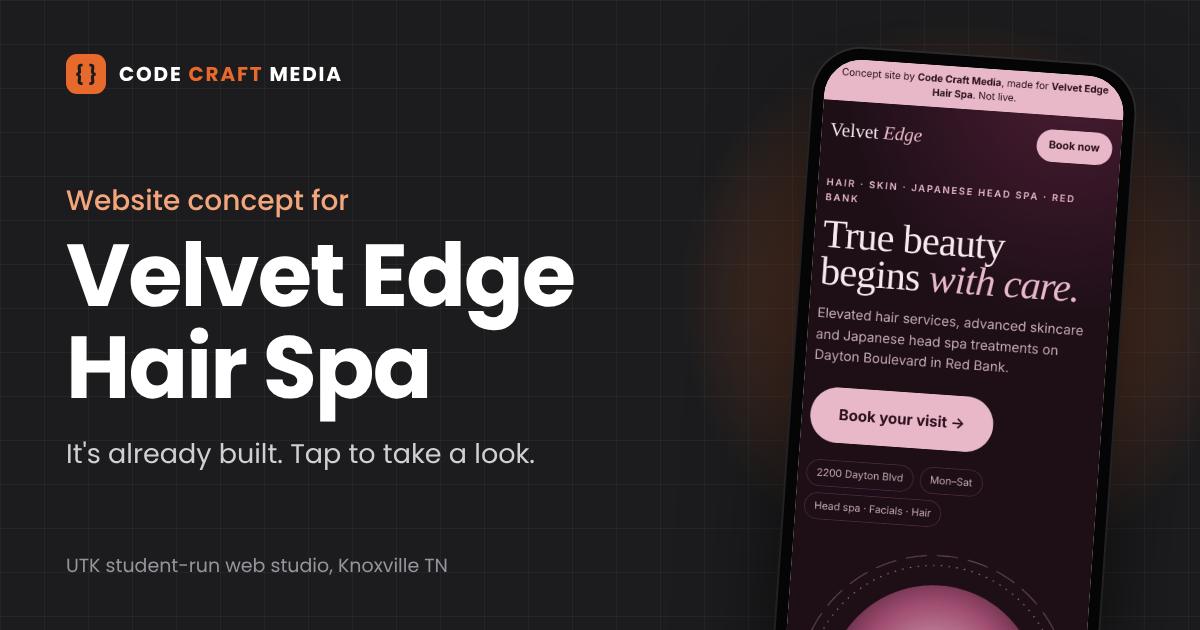 { } CODE CRAFT MEDIA
Website concept for
Velvet Edge
Hair Spa
It's already built. Tap to take a look.
UTK student-run web studio, Knoxville TN
Concept site by Code Craft Media, made for Velvet Edge
Hair Spa. Not live.
Velvet Edge
Book now
HAIR · SKIN · JAPANESE HEAD SPA · RED
BANK
True beauty
begins with care.
Elevated hair services, advanced skincare
and Japanese head spa treatments on
Dayton Boulevard in Red Bank.
Book your visit →
2200 Dayton Blvd
Mon–Sat
Head spa · Facials · Hair